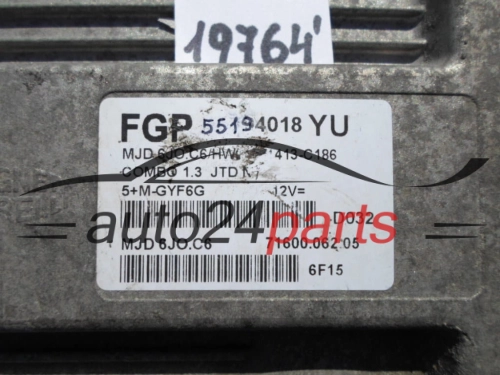 19764'
FGP 55194018 YU
MJD 6JO.C6/HW 413-C186
COMBO 1.3 JTD
5+M-GYF6G 12V=
D032
auto24parts
MJD 6JO.C6 71600.062.05
6F15